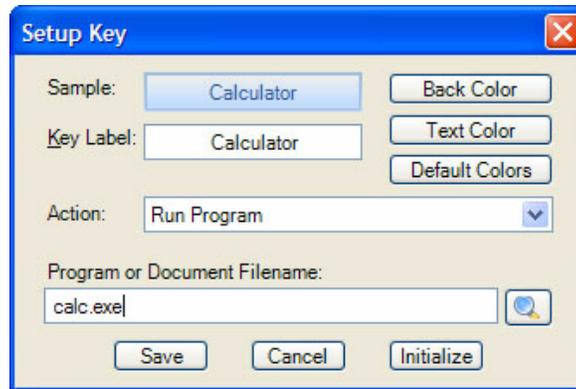 Setup Key
Sample: Calculator Back Color
Key Label: Calculator Text Color
Default Colors
Action: Run Program
Program or Document Filename:
calc.exe
Save Cancel Initialize